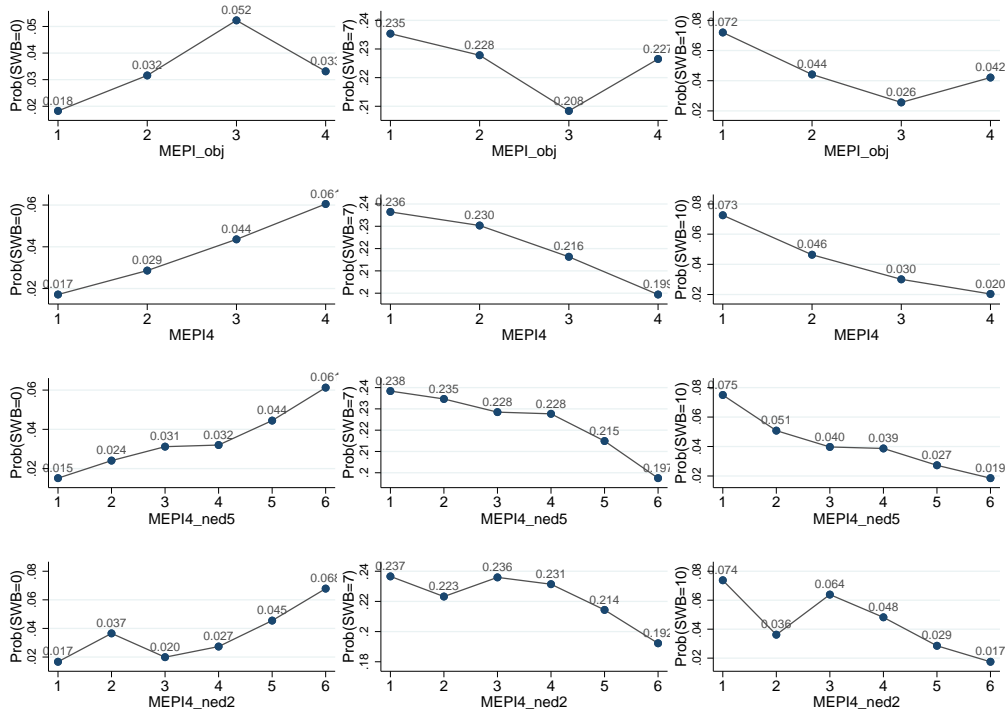 Prob(SWB=0)
.02 .03 .04 .05
0.018
0.032
0.052
0.033
1 2 3 4
MEPI_obj
Prob(SWB=7)
.21 .22 .23 .24
0.235
0.228
0.208
0.227
1 2 3 4
MEPI_obj
Prob(SWB=10)
.02 .04 .06 .08
0.072
0.044
0.026
0.042
1 2 3 4
MEPI_obj
Prob(SWB=0)
.02 .04 .06
0.017
0.029
0.044
0.061
1 2 3 4
MEPI4
Prob(SWB=7)
.2 .21 .22 .23 .24
0.236
0.230
0.216
0.199
1 2 3 4
MEPI4
Prob(SWB=10)
.02 .04 .06 .08
0.073
0.046
0.030
0.020
1 2 3 4
MEPI4
Prob(SWB=0)
.02 .04 .06
0.015
0.024
0.031
0.032
0.044
0.061
1 2 3 4 5 6
MEPI4_ned5
Prob(SWB=7)
.2 .21 .22 .23 .24
0.238
0.235
0.228
0.228
0.215
0.197
1 2 3 4 5 6
MEPI4_ned5
Prob(SWB=10)
.02 .04 .06 .08
0.075
0.051
0.040
0.039
0.027
0.019
1 2 3 4 5 6
MEPI4_ned5
Prob(SWB=0)
.02 .04 .06 .08
0.017
0.037
0.020
0.027
0.045
0.068
1 2 3 4 5 6
MEPI4_ned2
Prob(SWB=7)
.18 .2 .22 .24
0.237
0.223
0.236
0.231
0.214
0.192
1 2 3 4 5 6
MEPI4_ned2
Prob(SWB=10)
.02 .04 .06 .08
0.074
0.036
0.064
0.048
0.029
0.017
1 2 3 4 5 6
MEPI4_ned2